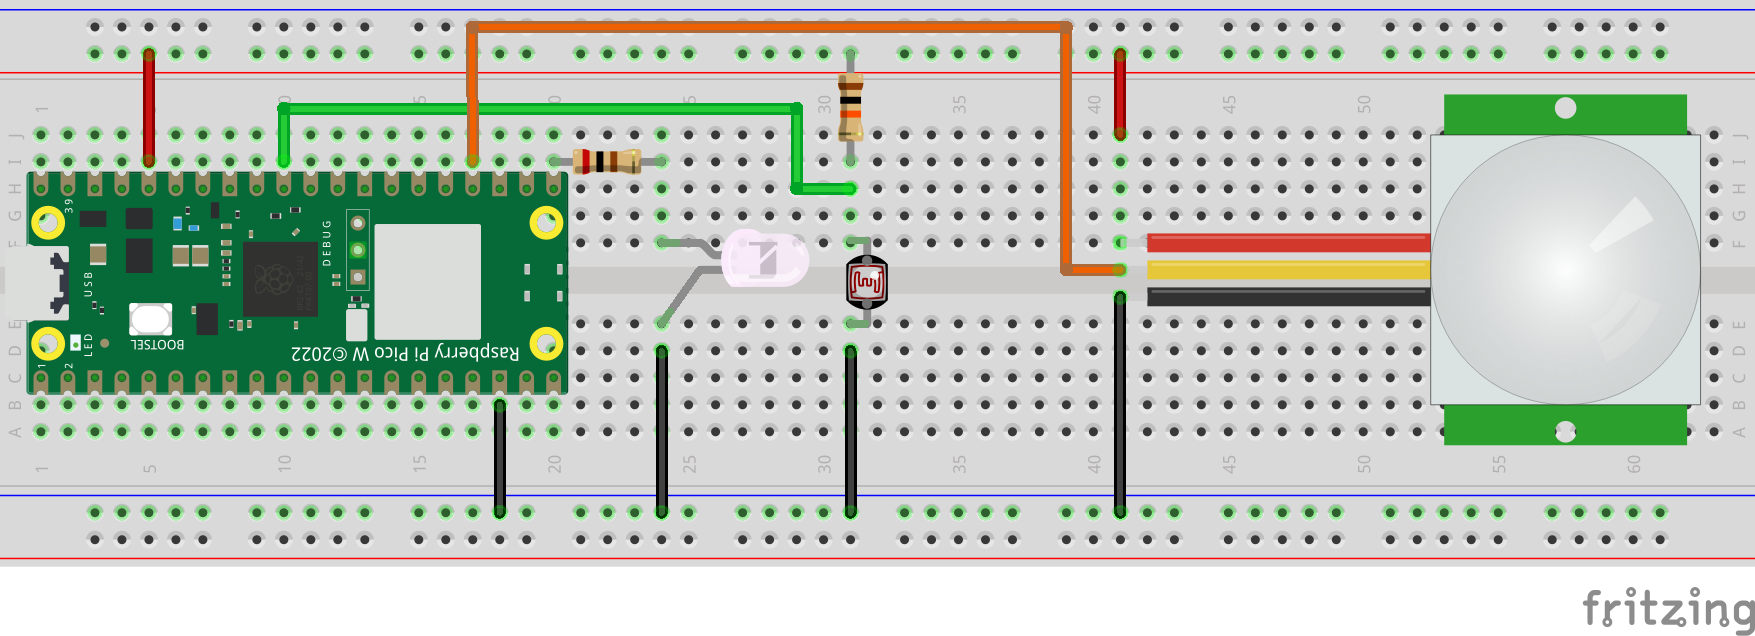 1 5 10 15 20 25 30 35 40 45 50
J J
I I
H H
G G
F F
39
DEBUG
USB
E E
LED
BOOTSEL
Raspberry Pi Pico W ©2022
D D
1 2
C C
B B
A A
1 5 10 15 20 25 30 35 40 45 50 55 60
fritzing